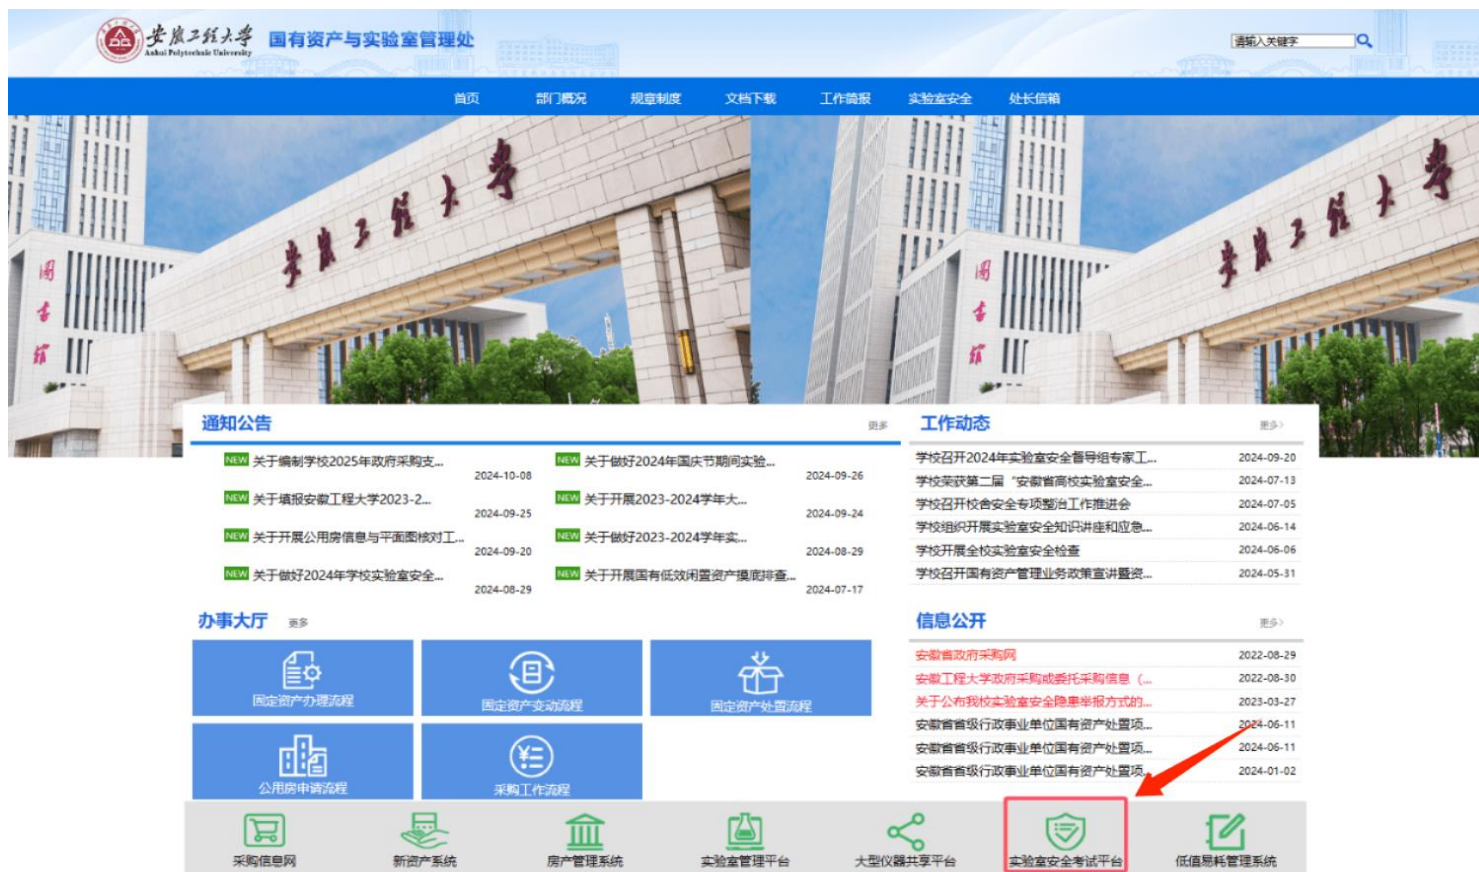 安徽工程大学
Anhui Polytechnic University
国有资产与实验室管理处
请输入关键字
首页 部门概况 规章制度 文档下载 工作简报 实验室安全 处长信箱
安徽工程大学
图书馆
安徽工程大学
图书馆
通知公告 更多
NEW 关于编制学校2025年政府采购支... 2024-10-08
NEW 关于做好2024年国庆节期间实验... 2024-09-26
NEW 关于填报安徽工程大学2023-2... 2024-09-25
NEW 关于开展2023-2024学年大... 2024-09-24
NEW 关于开展公用房信息与平面图核对工... 2024-09-20
NEW 关于做好2023-2024学年实... 2024-08-29
NEW 关于做好2024年学校实验室安全... 2024-08-29
NEW 关于开展国有低效闲置资产摸底排查... 2024-07-17
工作动态 更多>
学校召开2024年实验室安全督导组专家工... 2024-09-20
学校荣获第二届“安徽省高校实验室安全... 2024-07-13
学校召开校舍安全专项整治工作推进会 2024-07-05
学校组织开展实验室安全知识讲座和应急... 2024-06-14
学校开展全校实验室安全检查 2024-06-06
学校召开国有资产管理业务政策宣讲暨资... 2024-05-31
办事大厅 更多
固定资产办理流程
固定资产变动流程
固定资产处置流程
公用房申请流程
采购工作流程
信息公开 更多>
安徽省政府采购网 2022-08-29
安徽工程大学政府采购或委托采购信息（... 2022-08-30
关于公布我校实验室安全隐患举报方式的... 2023-03-27
安徽省省级行政事业单位国有资产处置项... 2024-06-11
安徽省省级行政事业单位国有资产处置项... 2024-06-11
安徽省省级行政事业单位国有资产处置项... 2024-01-02
采购信息网 新资产系统 房产管理系统 实验室管理平台 大型仪器共享平台 实验室安全考试平台 低值易耗管理系统